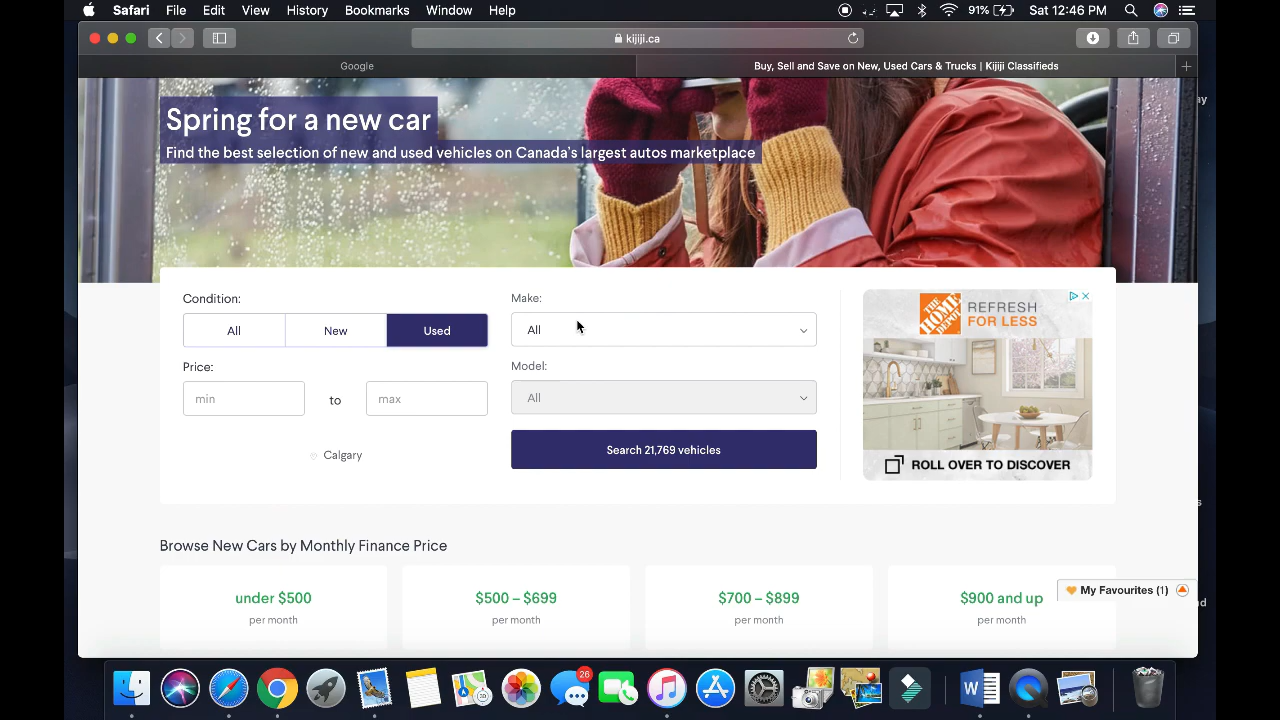 Safari File Edit View History Bookmarks Window Help 91% Sat 12:46 PM
kijiji.ca
Google Buy, Sell and Save on New, Used Cars & Trucks | Kijiji Classifieds
Spring for a new car
Find the best selection of new and used vehicles on Canada's largest autos marketplace
Condition:
All New Used
Price:
min to max
Calgary
Make:
All
Model:
All
Search 21,769 vehicles
THE HOME DEPOT
REFRESH
FOR LESS
ROLL OVER TO DISCOVER
Browse New Cars by Monthly Finance Price
under $500 $500 – $699 $700 – $899 $900 and up
per month per month per month per month
My Favourites (1)
26